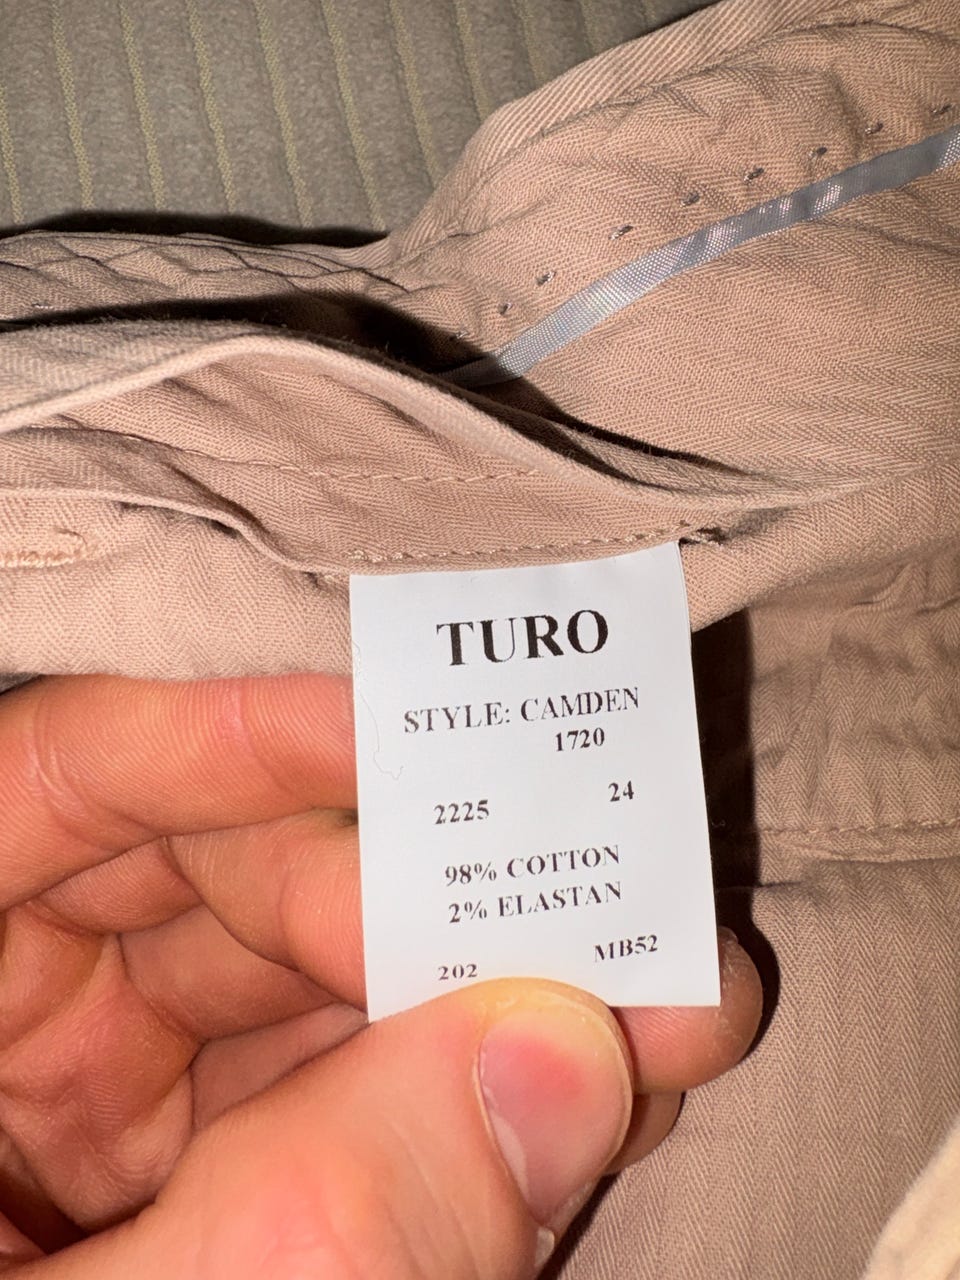 TURO
STYLE: CAMDEN
1720
2225 24
98% COTTON
2% ELASTAN
202 MB52